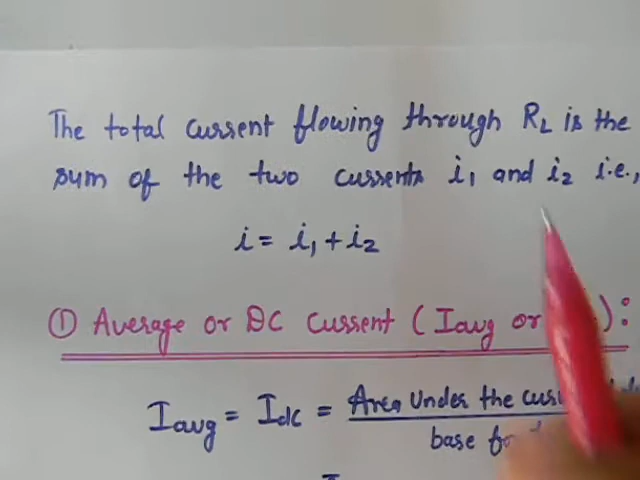 The total current flowing through RL is the
sum of the two currents i1 and i2 i.e.,
i = i1 + i2
① Average or DC Current (Iavg or ):
Iavg = Idc = Area under the
base